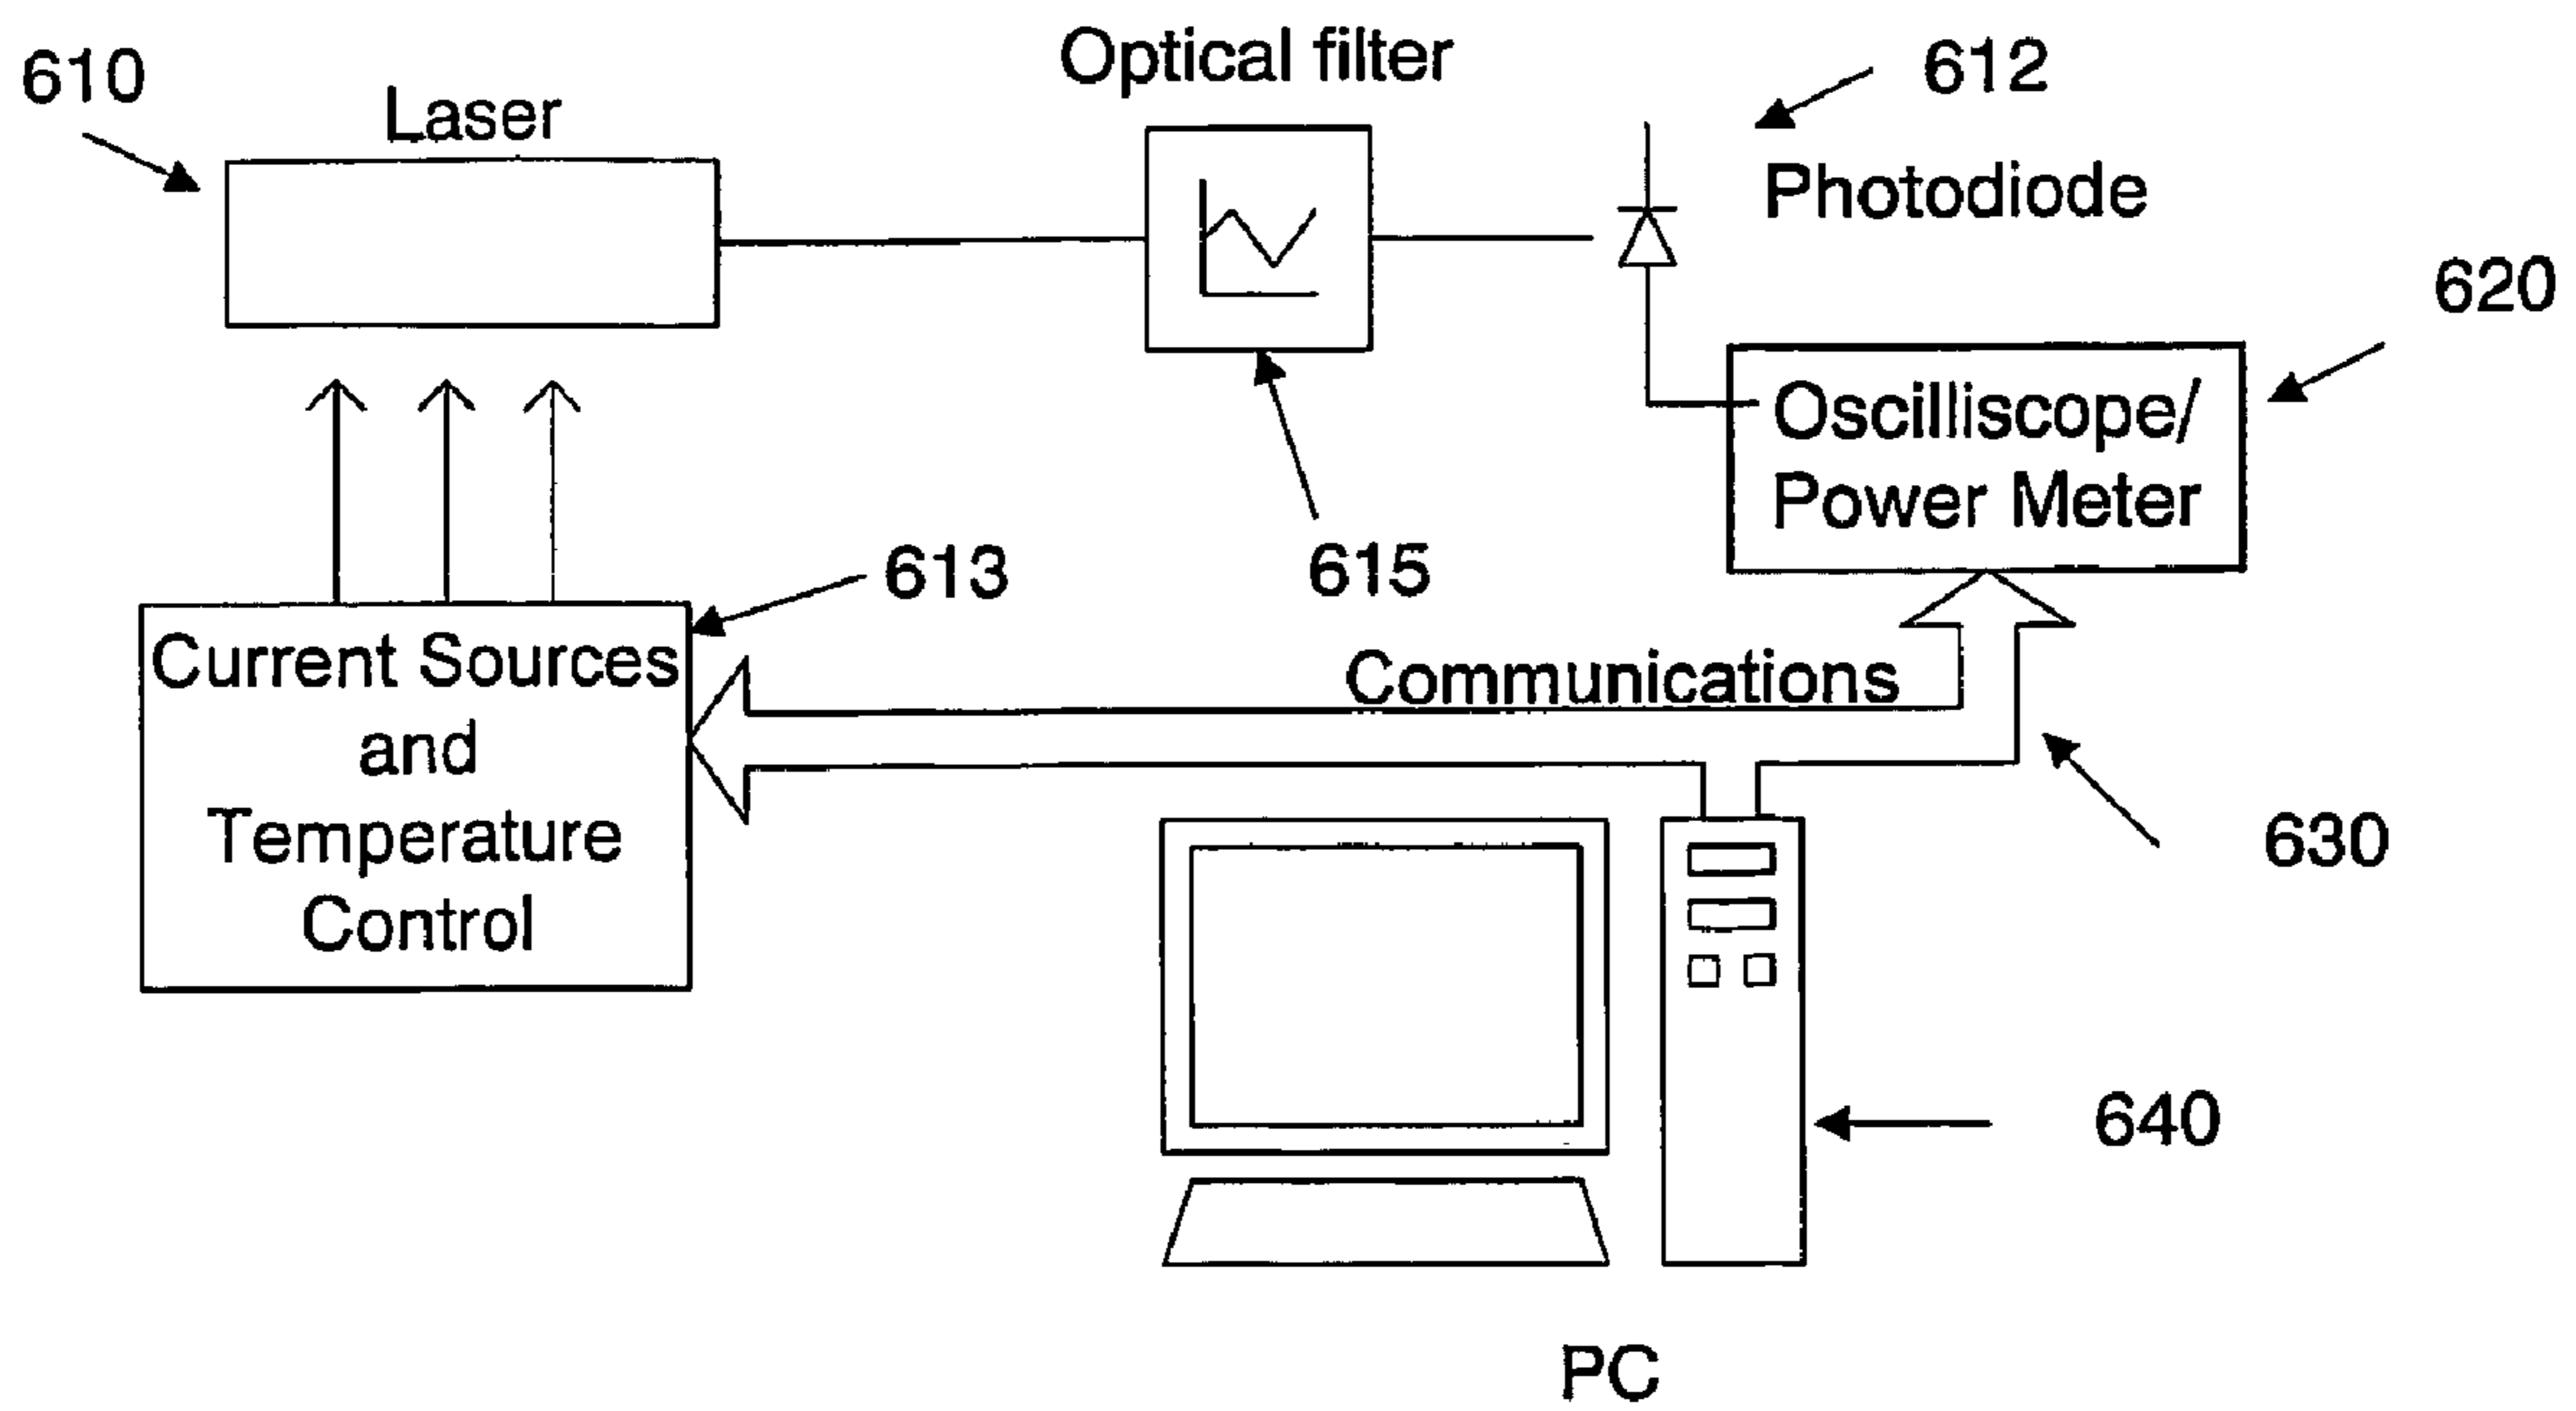 610
Laser
Optical filter
612
Photodiode
620
Oscilliscope/
Power Meter
613
615
Current Sources
and
Temperature
Control
Communications
630
640
PC